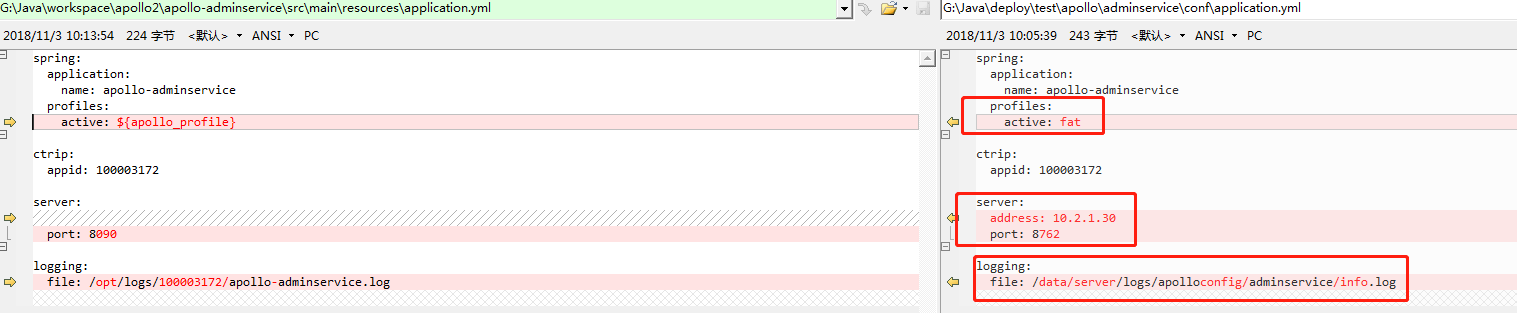 G:\Java\workspace\apollo2\apollo-adminservice\src\main\resources\application.yml
2018/11/3 10:13:54 224 字节 <默认> ANSI PC
spring:
application:
name: apollo-adminservice
profiles:
active: ${apollo_profile}
ctrip:
appid: 100003172
server:
port: 8090
logging:
file: /opt/logs/100003172/apollo-adminservice.log
G:\Java\deploy\test\apollo\adminservice\conf\application.yml
2018/11/3 10:05:39 243 字节 <默认> ANSI PC
spring:
application:
name: apollo-adminservice
profiles:
active: fat
ctrip:
appid: 100003172
server:
address: 10.2.1.30
port: 8762
logging:
file: /data/server/logs/apolloconfig/adminservice/info.log